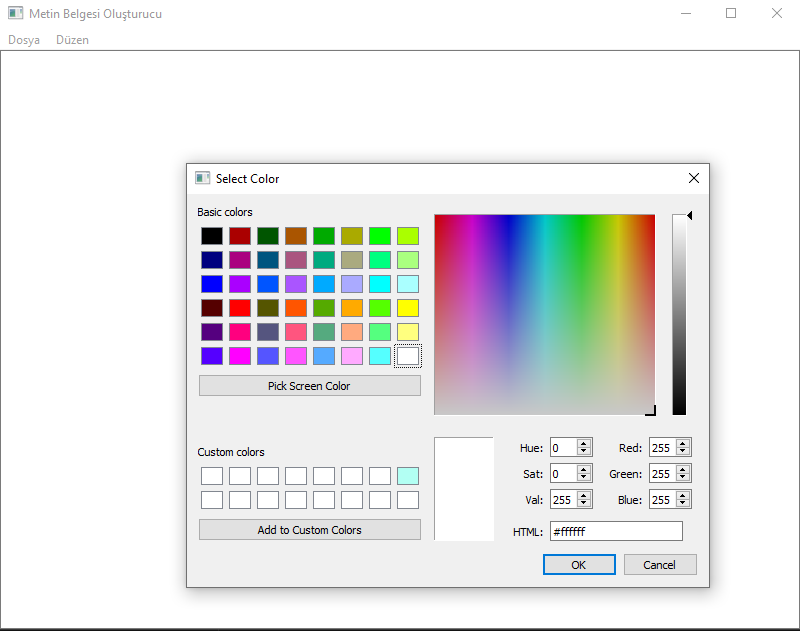 Metin Belgesi Oluşturucu
Dosya Düzen
Select Color
Basic colors
Pick Screen Color
Custom colors
Add to Custom Colors
Hue: 0 Red: 255
Sat: 0 Green: 255
Val: 255 Blue: 255
HTML: #ffffff
OK Cancel